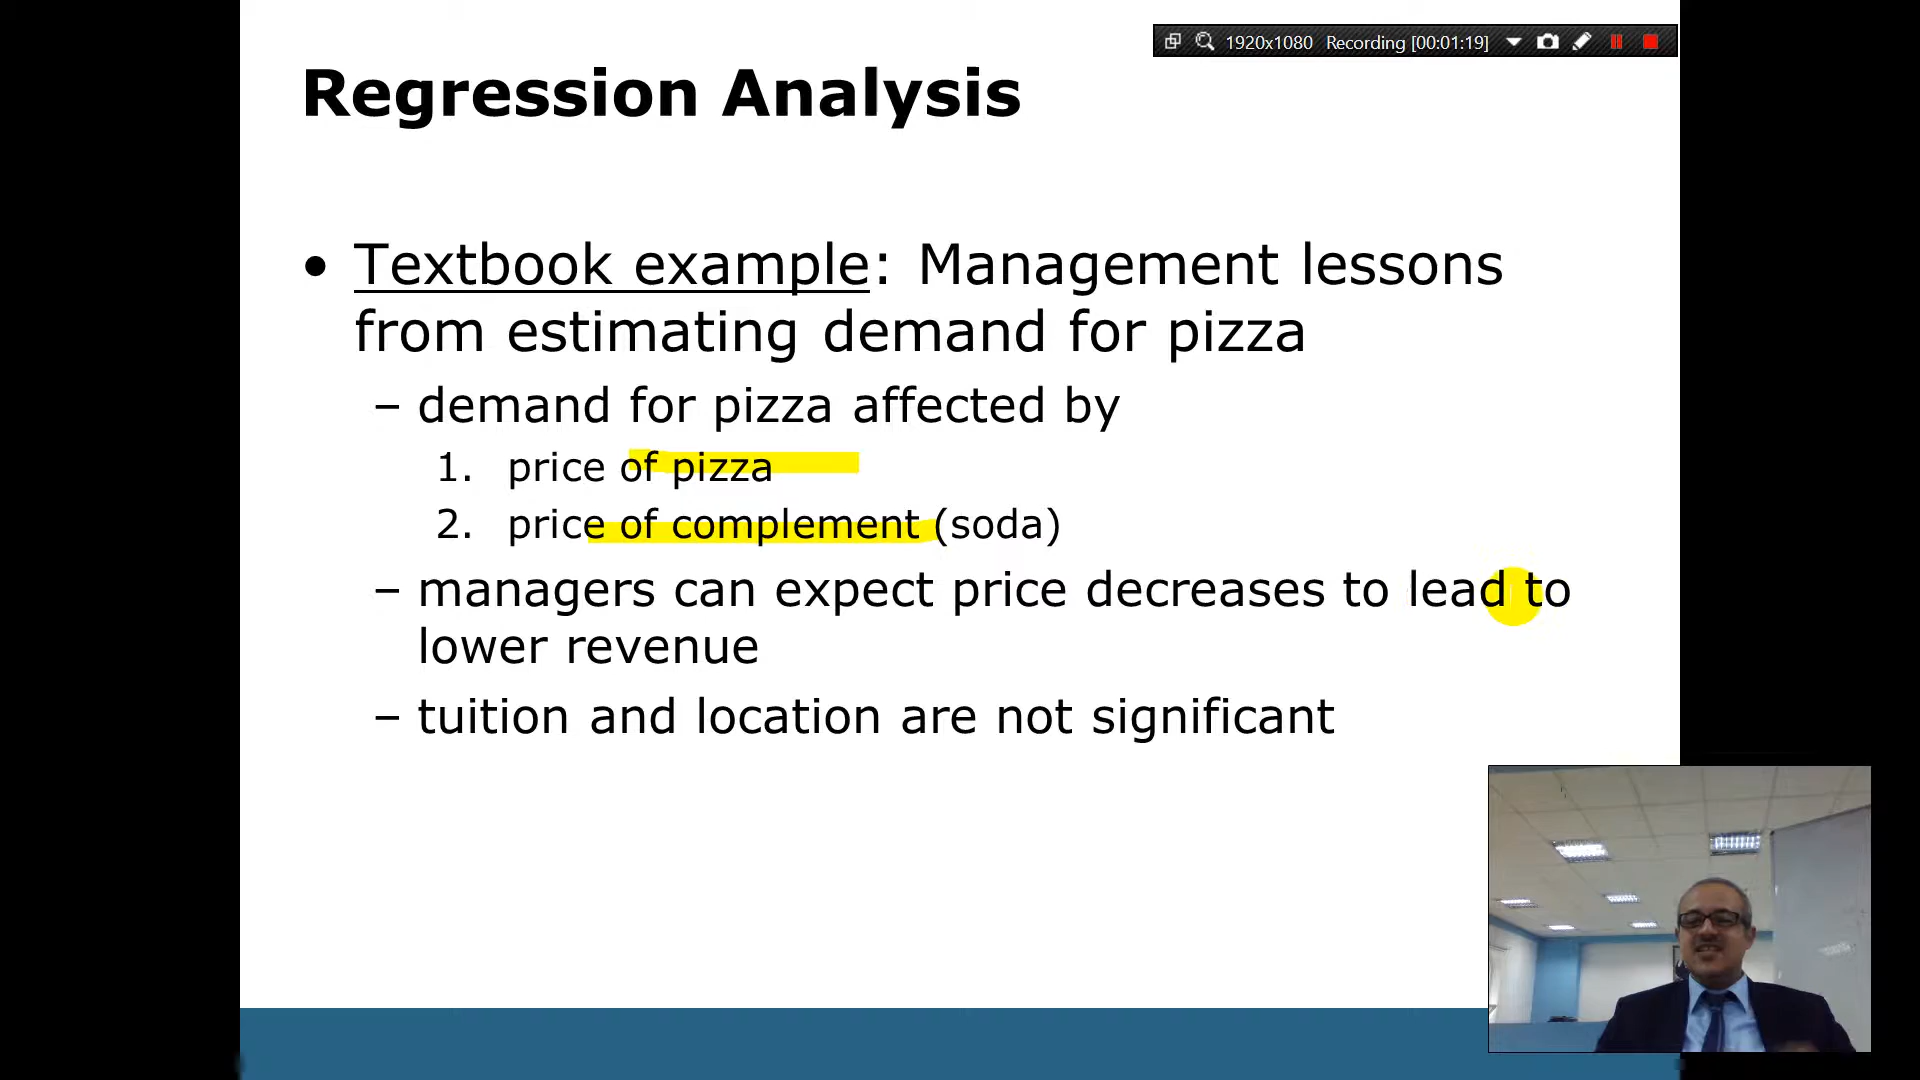 1920x1080 Recording [00:01:19]
Regression Analysis
• Textbook example: Management lessons
from estimating demand for pizza
– demand for pizza affected by
1. price of pizza
2. price of complement (soda)
– managers can expect price decreases to lead to
lower revenue
– tuition and location are not significant